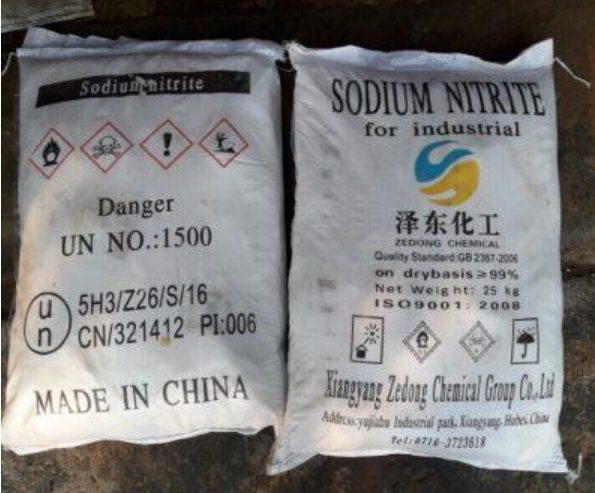 Sodium nitrite
Danger
UN NO.:1500
un
5H3/Z26/S/16
CN/321412 PI:006
MADE IN CHINA
SODIUM NITRITE
for industrial
泽东化工
ZEDONG CHEMICAL
Quality Standard:GB 2367-2006
on drybasis≥99%
Net Weight: 25 kg
ISO9001: 2008
Xiangyang Zedong Chemical Group Co.,Ltd
Address:yujiahu Industrial park, Xiangyang, Hubei, China
Tel:0710-3723618